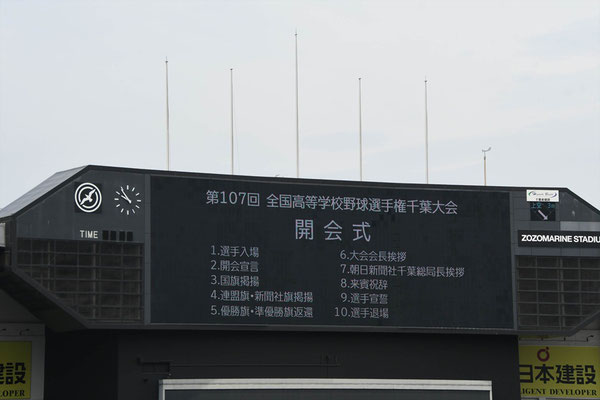 第107回 全国高等学校野球選手権千葉大会
開会式
1.選手入場
2.開会宣言
3.国旗掲揚
4.連盟旗・新聞社旗掲揚
5.優勝旗・準優勝旗返還
6.大会会長挨拶
7.朝日新聞社千葉総局長挨拶
8.来賓祝辞
9.選手宣誓
10.選手退場
TIME
ZOZOMARINE STADIU
本建設
DEVELOPER
日本建設
LIGENT DEVELOPER